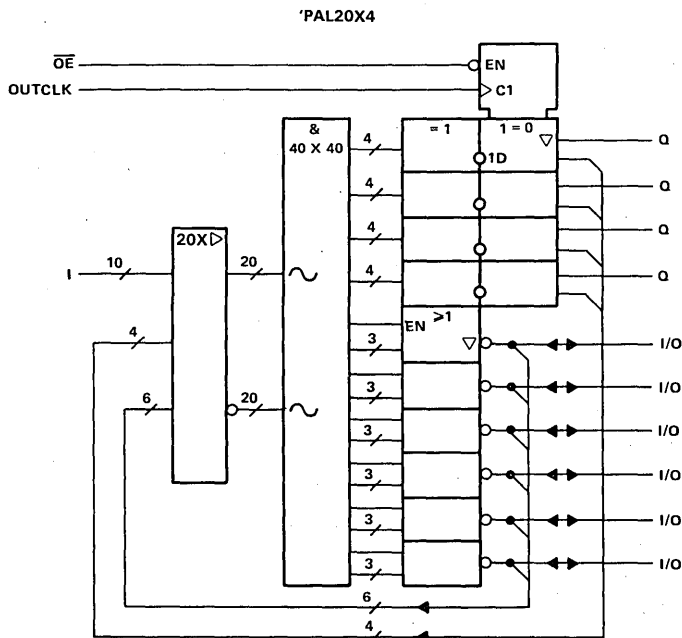 'PAL20X4
OE
EN
OUTCLK
C1
&
40 X 40
= 1
1 = 0
4
Q
1D
4
Q
4
Q
4
Q
20X
I
10
20
4
6
20
EN ⩾1
3
I/O
3
I/O
3
I/O
3
I/O
3
I/O
3
I/O
6
4